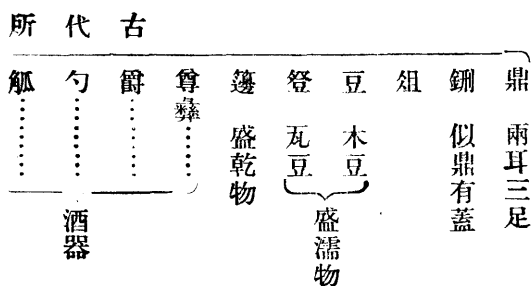 古代所
鼎 兩耳三足
鉶 似鼎有蓋
俎
豆 木豆
登 瓦豆
盛濡物
籩 盛乾物
尊彝……
爵……
勺……
觚……
酒器